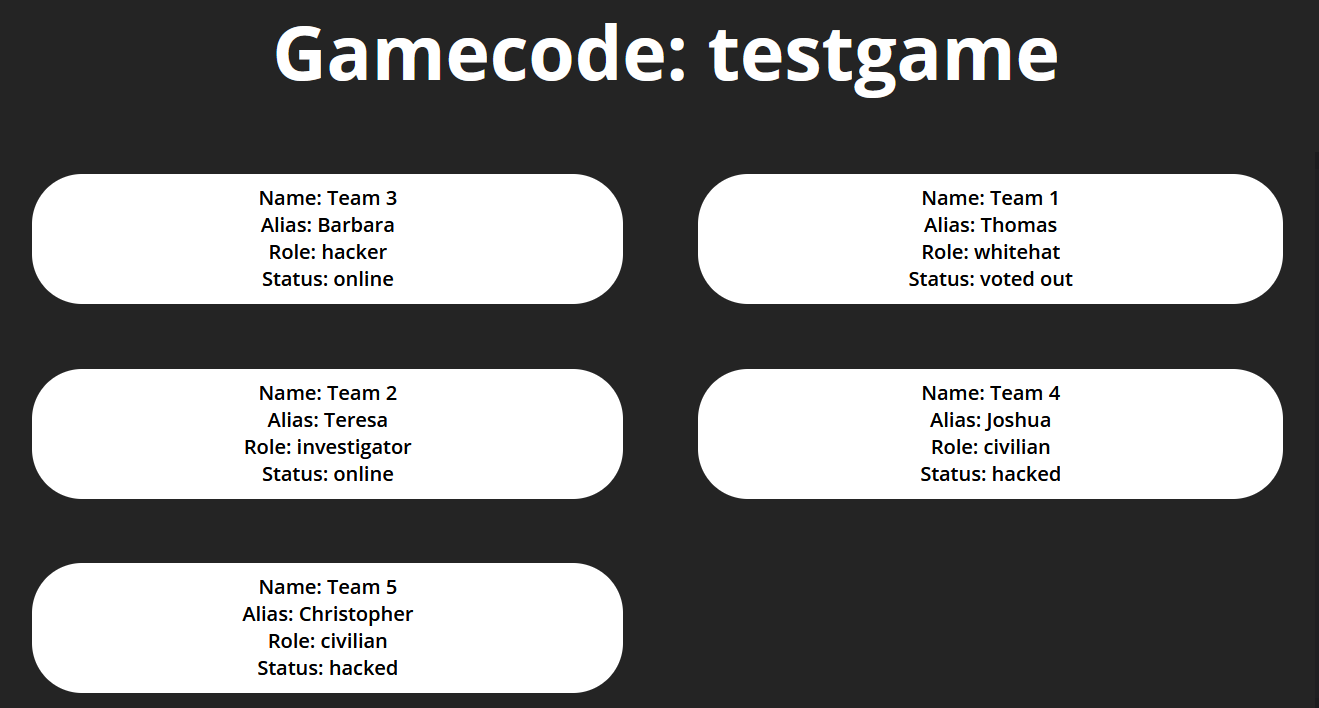 Gamecode: testgame
Name: Team 3
Alias: Barbara
Role: hacker
Status: online
Name: Team 1
Alias: Thomas
Role: whitehat
Status: voted out
Name: Team 2
Alias: Teresa
Role: investigator
Status: online
Name: Team 4
Alias: Joshua
Role: civilian
Status: hacked
Name: Team 5
Alias: Christopher
Role: civilian
Status: hacked